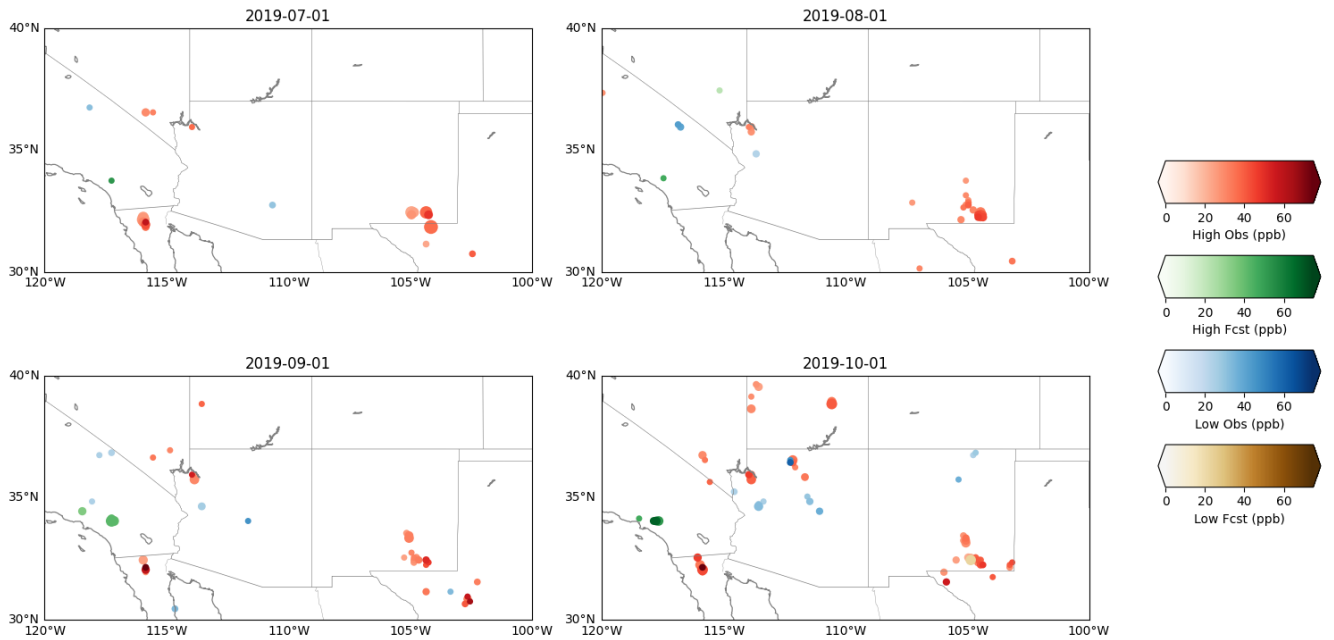 2019-07-01
2019-08-01
40°N
35°N
30°N
120°W 115°W 110°W 105°W 100°W
40°N
35°N
30°N
120°W 115°W 110°W 105°W 100°W
2019-09-01
2019-10-01
40°N
35°N
30°N
120°W 115°W 110°W 105°W 100°W
40°N
35°N
30°N
120°W 115°W 110°W 105°W 100°W
0 20 40 60
High Obs (ppb)
0 20 40 60
High Fcst (ppb)
0 20 40 60
Low Obs (ppb)
0 20 40 60
Low Fcst (ppb)